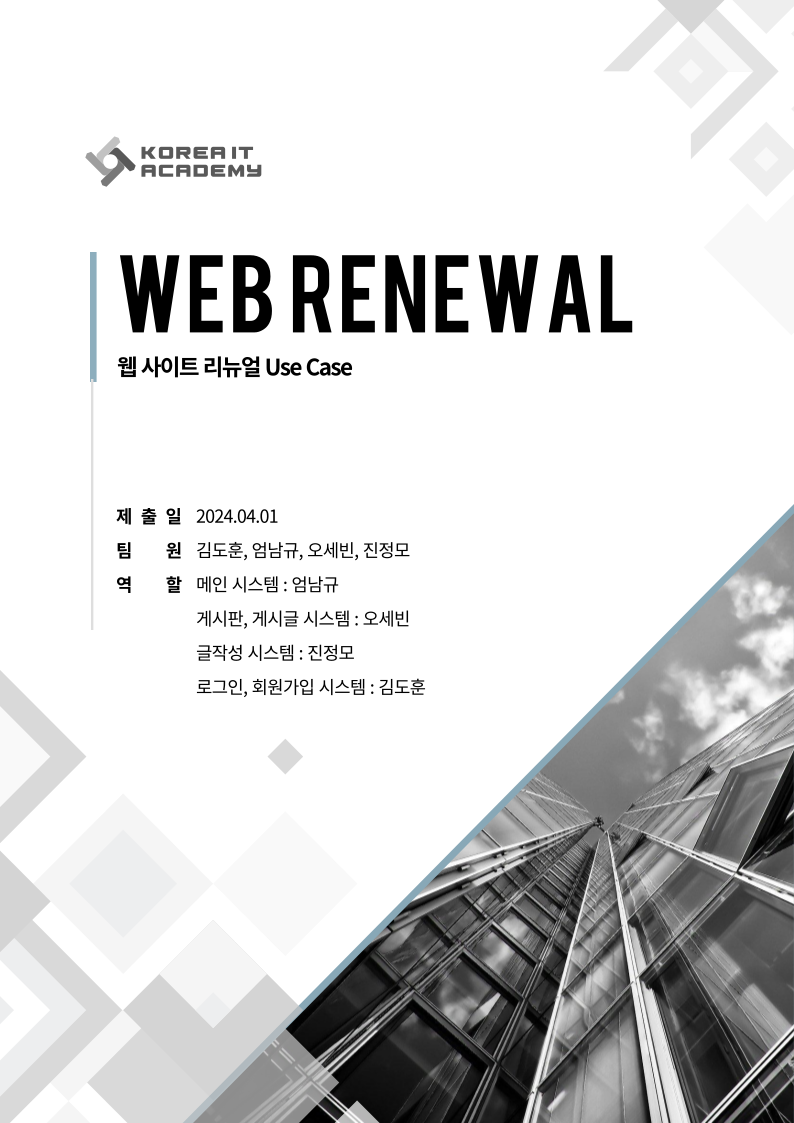 KOREA IT
ACADEMY
WEB RENEWAL
웹 사이트 리뉴얼 Use Case
제 출 일 2024.04.01
팀 원 김도훈, 엄남규, 오세빈, 진정모
역 할 메인 시스템 : 엄남규
게시판, 게시글 시스템 : 오세빈
글작성 시스템 : 진정모
로그인, 회원가입 시스템 : 김도훈